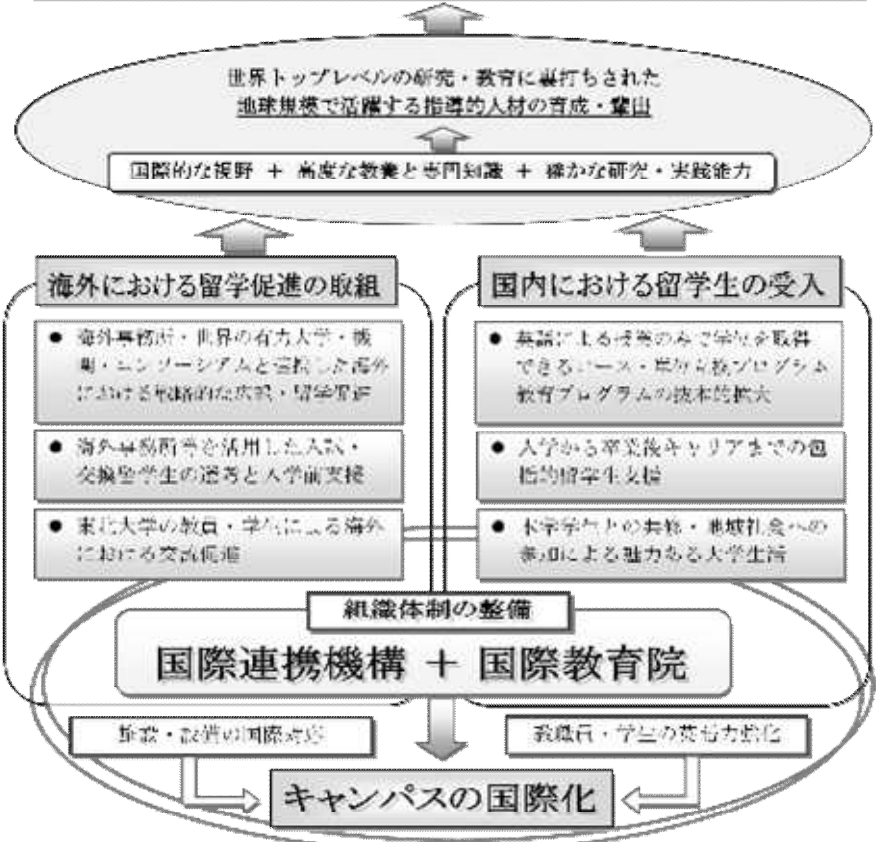 世界トップレベルの研究・教育に裏打ちされた
地球規模で活躍する指導的人材の育成・輩出
国際的な視野 + 高度な教養と専門知識 + 確かな研究・実践能力
海外における留学促進の取組
● 海外事務所・世界の有力大学・機
関・コンソーシアムと連携した海外
における戦略的な広報・留学促進
● 海外事務所等を活用した入試・
交換留学生の選考と入学前支援
● 東北大学の教員・学生による海外
における交流促進
国内における留学生の受入
● 英語による授業のみで学位を取得
できるコース・単位互換プログラム
教育プログラムの抜本的拡大
● 入学から卒業後キャリアまでの包
括的留学生支援
● 本学学生との共修・地域社会への
参加による魅力ある大学生活
組織体制の整備
国際連携機構 + 国際教育院
施設・設備の国際対応
教職員・学生の英語力強化
キャンパスの国際化